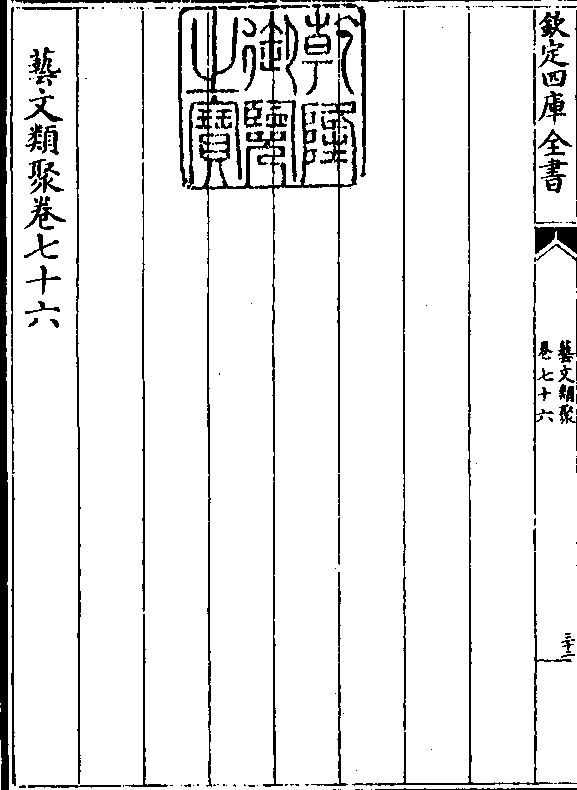 欽定四庫全書
藝文類聚
卷七十六
三十二
乾隆
御覽
之寶
藝文類聚卷七十六